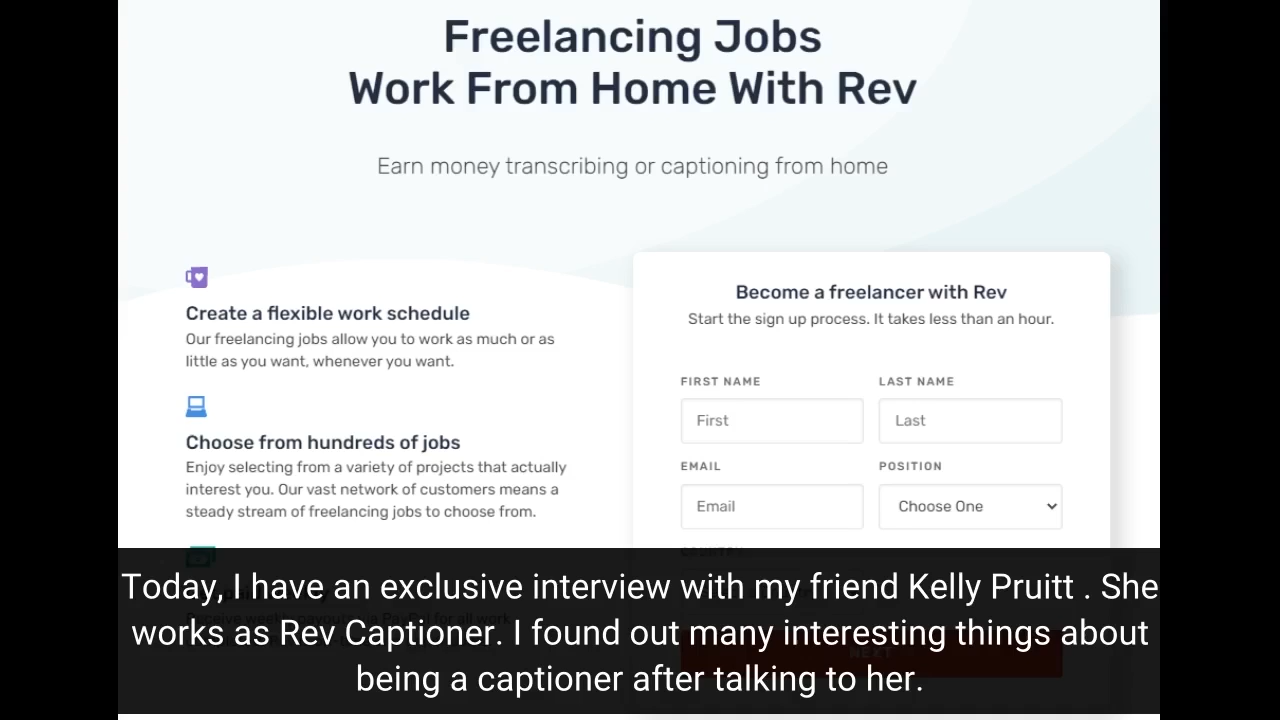 Freelancing Jobs
Work From Home With Rev
Earn money transcribing or captioning from home
Create a flexible work schedule
Our freelancing jobs allow you to work as much or as
little as you want, whenever you want.
Choose from hundreds of jobs
Enjoy selecting from a variety of projects that actually
interest you. Our vast network of customers means a
steady stream of freelancing jobs to choose from.
Become a freelancer with Rev
Start the sign up process. It takes less than an hour.
FIRST NAME LAST NAME
First Last
EMAIL POSITION
Email Choose One
COUNTRY
Today, I have an exclusive interview with my friend Kelly Pruitt . She
works as Rev Captioner. I found out many interesting things about
being a captioner after talking to her.